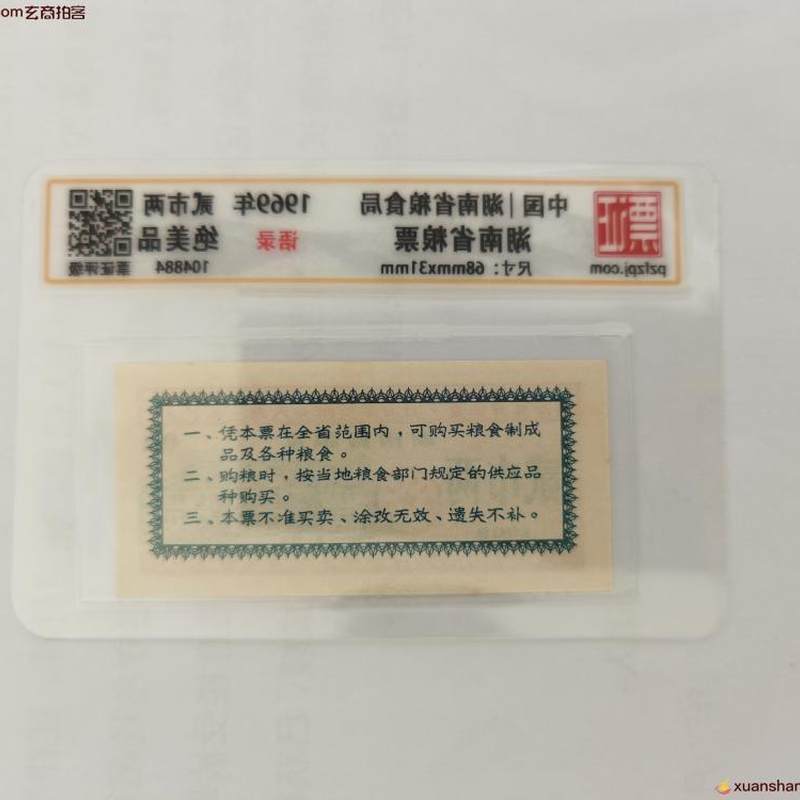 om玄商拍客
中国 | 湖南省粮食局 1969年 贰市两
湖南省粮票 语录 绝美品
尺寸：68mmx31mm 104884 票证评级
票证
pzfzpj.com
一、凭本票在全省范围内，可购买粮食制成
品及各种粮食。
二、购粮时，按当地粮食部门规定的供应品
种购买。
三、本票不准买卖、涂改无效、遗失不补。
xuanshan